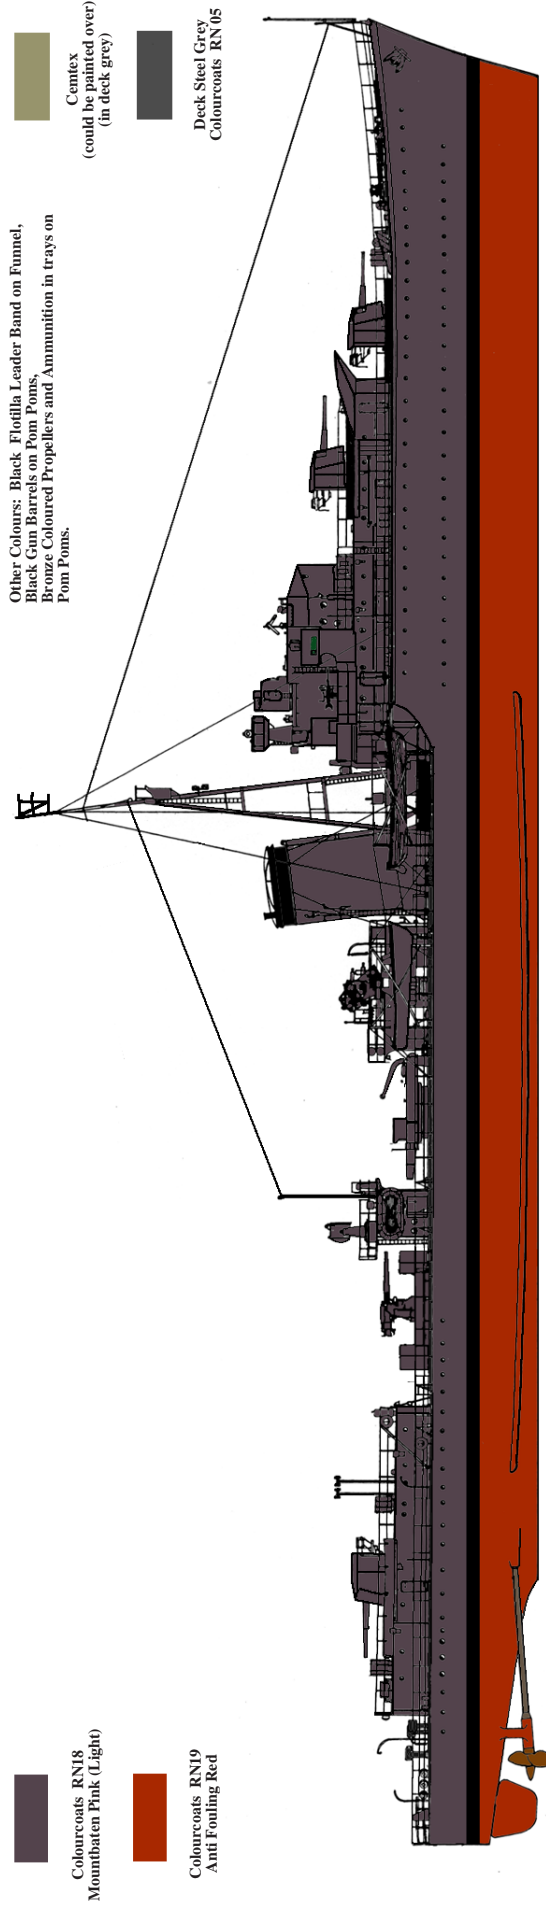 Cemtex
(could be painted over)
(in deck grey)
Deck Steel Grey
Colourcoats RN 05
Other Colours: Black Flotilla Leader Band on Funnel,
Black Gun Barrels on Pom Poms,
Bronze Coloured Propellers and Ammunition in trays on
Pom Poms.
Colourcoats RN18
Mountbaten Pink (Light)
Colourcoats RN19
Anti Fouling Red